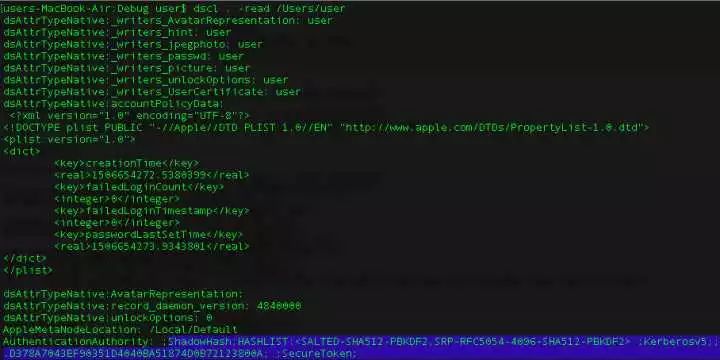 users-MacBook-Air:Debug user$ dscl . -read /Users/user
dsAttrTypeNative:_writers_AvatarRepresentation: user
dsAttrTypeNative:_writers_hint: user
dsAttrTypeNative:_writers_jpegphoto: user
dsAttrTypeNative:_writers_passwd: user
dsAttrTypeNative:_writers_picture: user
dsAttrTypeNative:_writers_unlockOptions: user
dsAttrTypeNative:_writers_UserCertificate: user
dsAttrTypeNative:accountPolicyData:
<?xml version="1.0" encoding="UTF-8"?>
<!DOCTYPE plist PUBLIC "-//Apple//DTD PLIST 1.0//EN" "http://www.apple.com/DTDs/PropertyList-1.0.dtd">
<plist version="1.0">
<dict>
<key>creationTime</key>
<real>1506654272.5380399</real>
<key>failedLoginCount</key>
<integer>0</integer>
<key>failedLoginTimestamp</key>
<integer>0</integer>
<key>passwordLastSetTime</key>
<real>1506654273.9343801</real>
</dict>
</plist>
dsAttrTypeNative:AvatarRepresentation:
dsAttrTypeNative:record_daemon_version: 4840000
dsAttrTypeNative:unlockOptions: 0
AppleMetaNodeLocation: /Local/Default
AuthenticationAuthority: ;ShadowHash;HASHLIST:<SALTED-SHA512-PBKDF2,SRP-RFC5054-4096-SHA512-PBKDF2> ;Kerberosv5;;
;SecureToken;